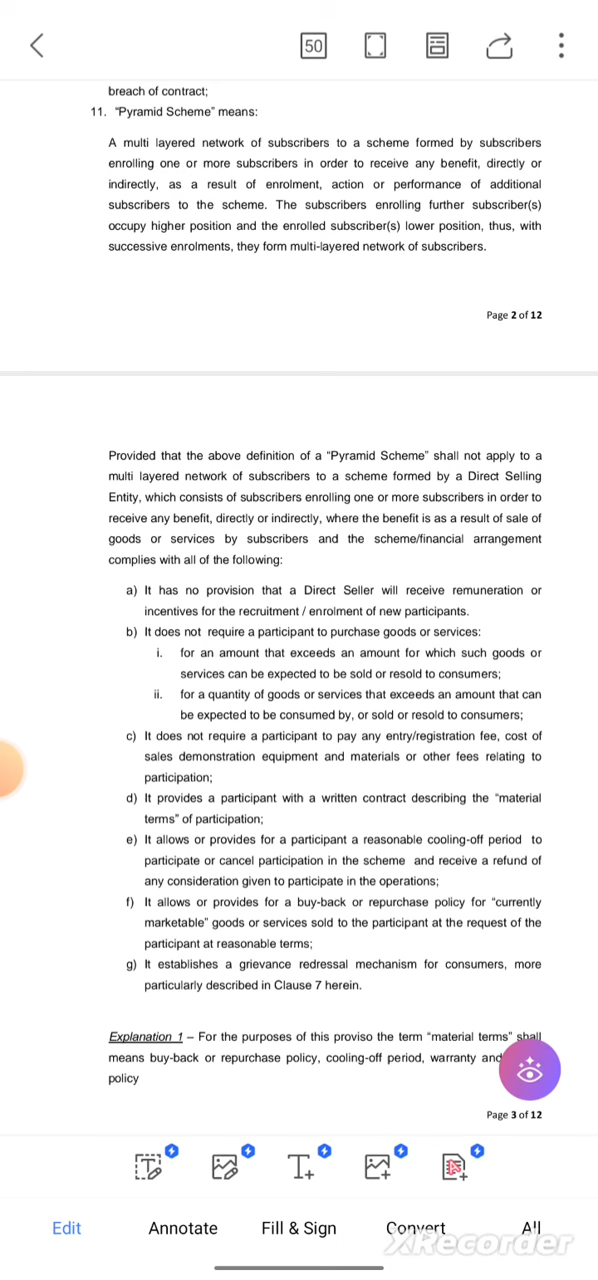 50
breach of contract;
11. "Pyramid Scheme" means:
A multi layered network of subscribers to a scheme formed by subscribers
enrolling one or more subscribers in order to receive any benefit, directly or
indirectly, as a result of enrolment, action or performance of additional
subscribers to the scheme. The subscribers enrolling further subscriber(s)
occupy higher position and the enrolled subscriber(s) lower position, thus, with
successive enrolments, they form multi-layered network of subscribers.
Page 2 of 12
Provided that the above definition of a "Pyramid Scheme" shall not apply to a
multi layered network of subscribers to a scheme formed by a Direct Selling
Entity, which consists of subscribers enrolling one or more subscribers in order to
receive any benefit, directly or indirectly, where the benefit is as a result of sale of
goods or services by subscribers and the scheme/financial arrangement
complies with all of the following:
a) It has no provision that a Direct Seller will receive remuneration or
incentives for the recruitment / enrolment of new participants.
b) It does not require a participant to purchase goods or services:
i. for an amount that exceeds an amount for which such goods or
services can be expected to be sold or resold to consumers;
ii. for a quantity of goods or services that exceeds an amount that can
be expected to be consumed by, or sold or resold to consumers;
c) It does not require a participant to pay any entry/registration fee, cost of
sales demonstration equipment and materials or other fees relating to
participation;
d) It provides a participant with a written contract describing the "material
terms" of participation;
e) It allows or provides for a participant a reasonable cooling-off period to
participate or cancel participation in the scheme and receive a refund of
any consideration given to participate in the operations;
f) It allows or provides for a buy-back or repurchase policy for "currently
marketable" goods or services sold to the participant at the request of the
participant at reasonable terms;
g) It establishes a grievance redressal mechanism for consumers, more
particularly described in Clause 7 herein.
Explanation 1 – For the purposes of this proviso the term "material terms" shall
means buy-back or repurchase policy, cooling-off period, warranty and
policy
Page 3 of 12
Edit Annotate Fill & Sign Convert All
XRecorder